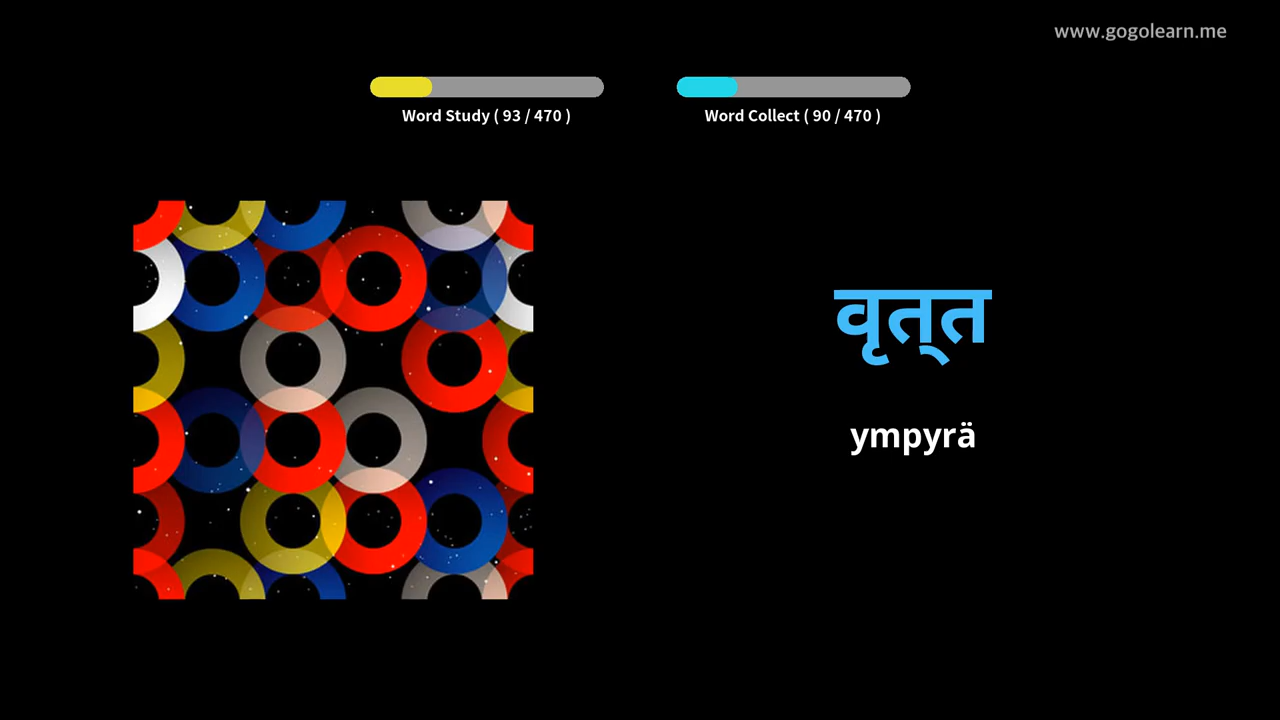 www.gogolearn.me
Word Study ( 93 / 470 )
Word Collect ( 90 / 470 )
वृत्‌त
ympyrä